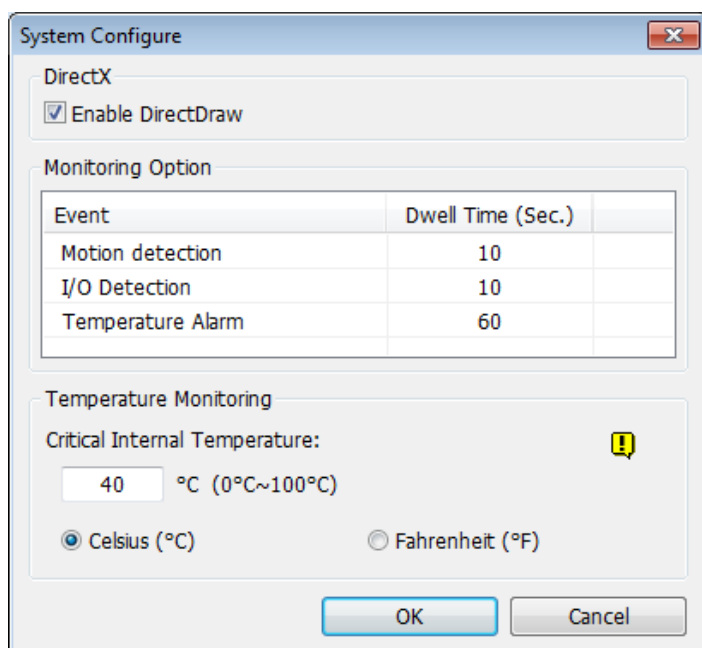 System Configure
DirectX
Enable DirectDraw
Monitoring Option
Event Dwell Time (Sec.)
Motion detection 10
I/O Detection 10
Temperature Alarm 60
Temperature Monitoring
Critical Internal Temperature:
40 °C (0°C~100°C)
Celsius (°C) Fahrenheit (°F)
OK Cancel